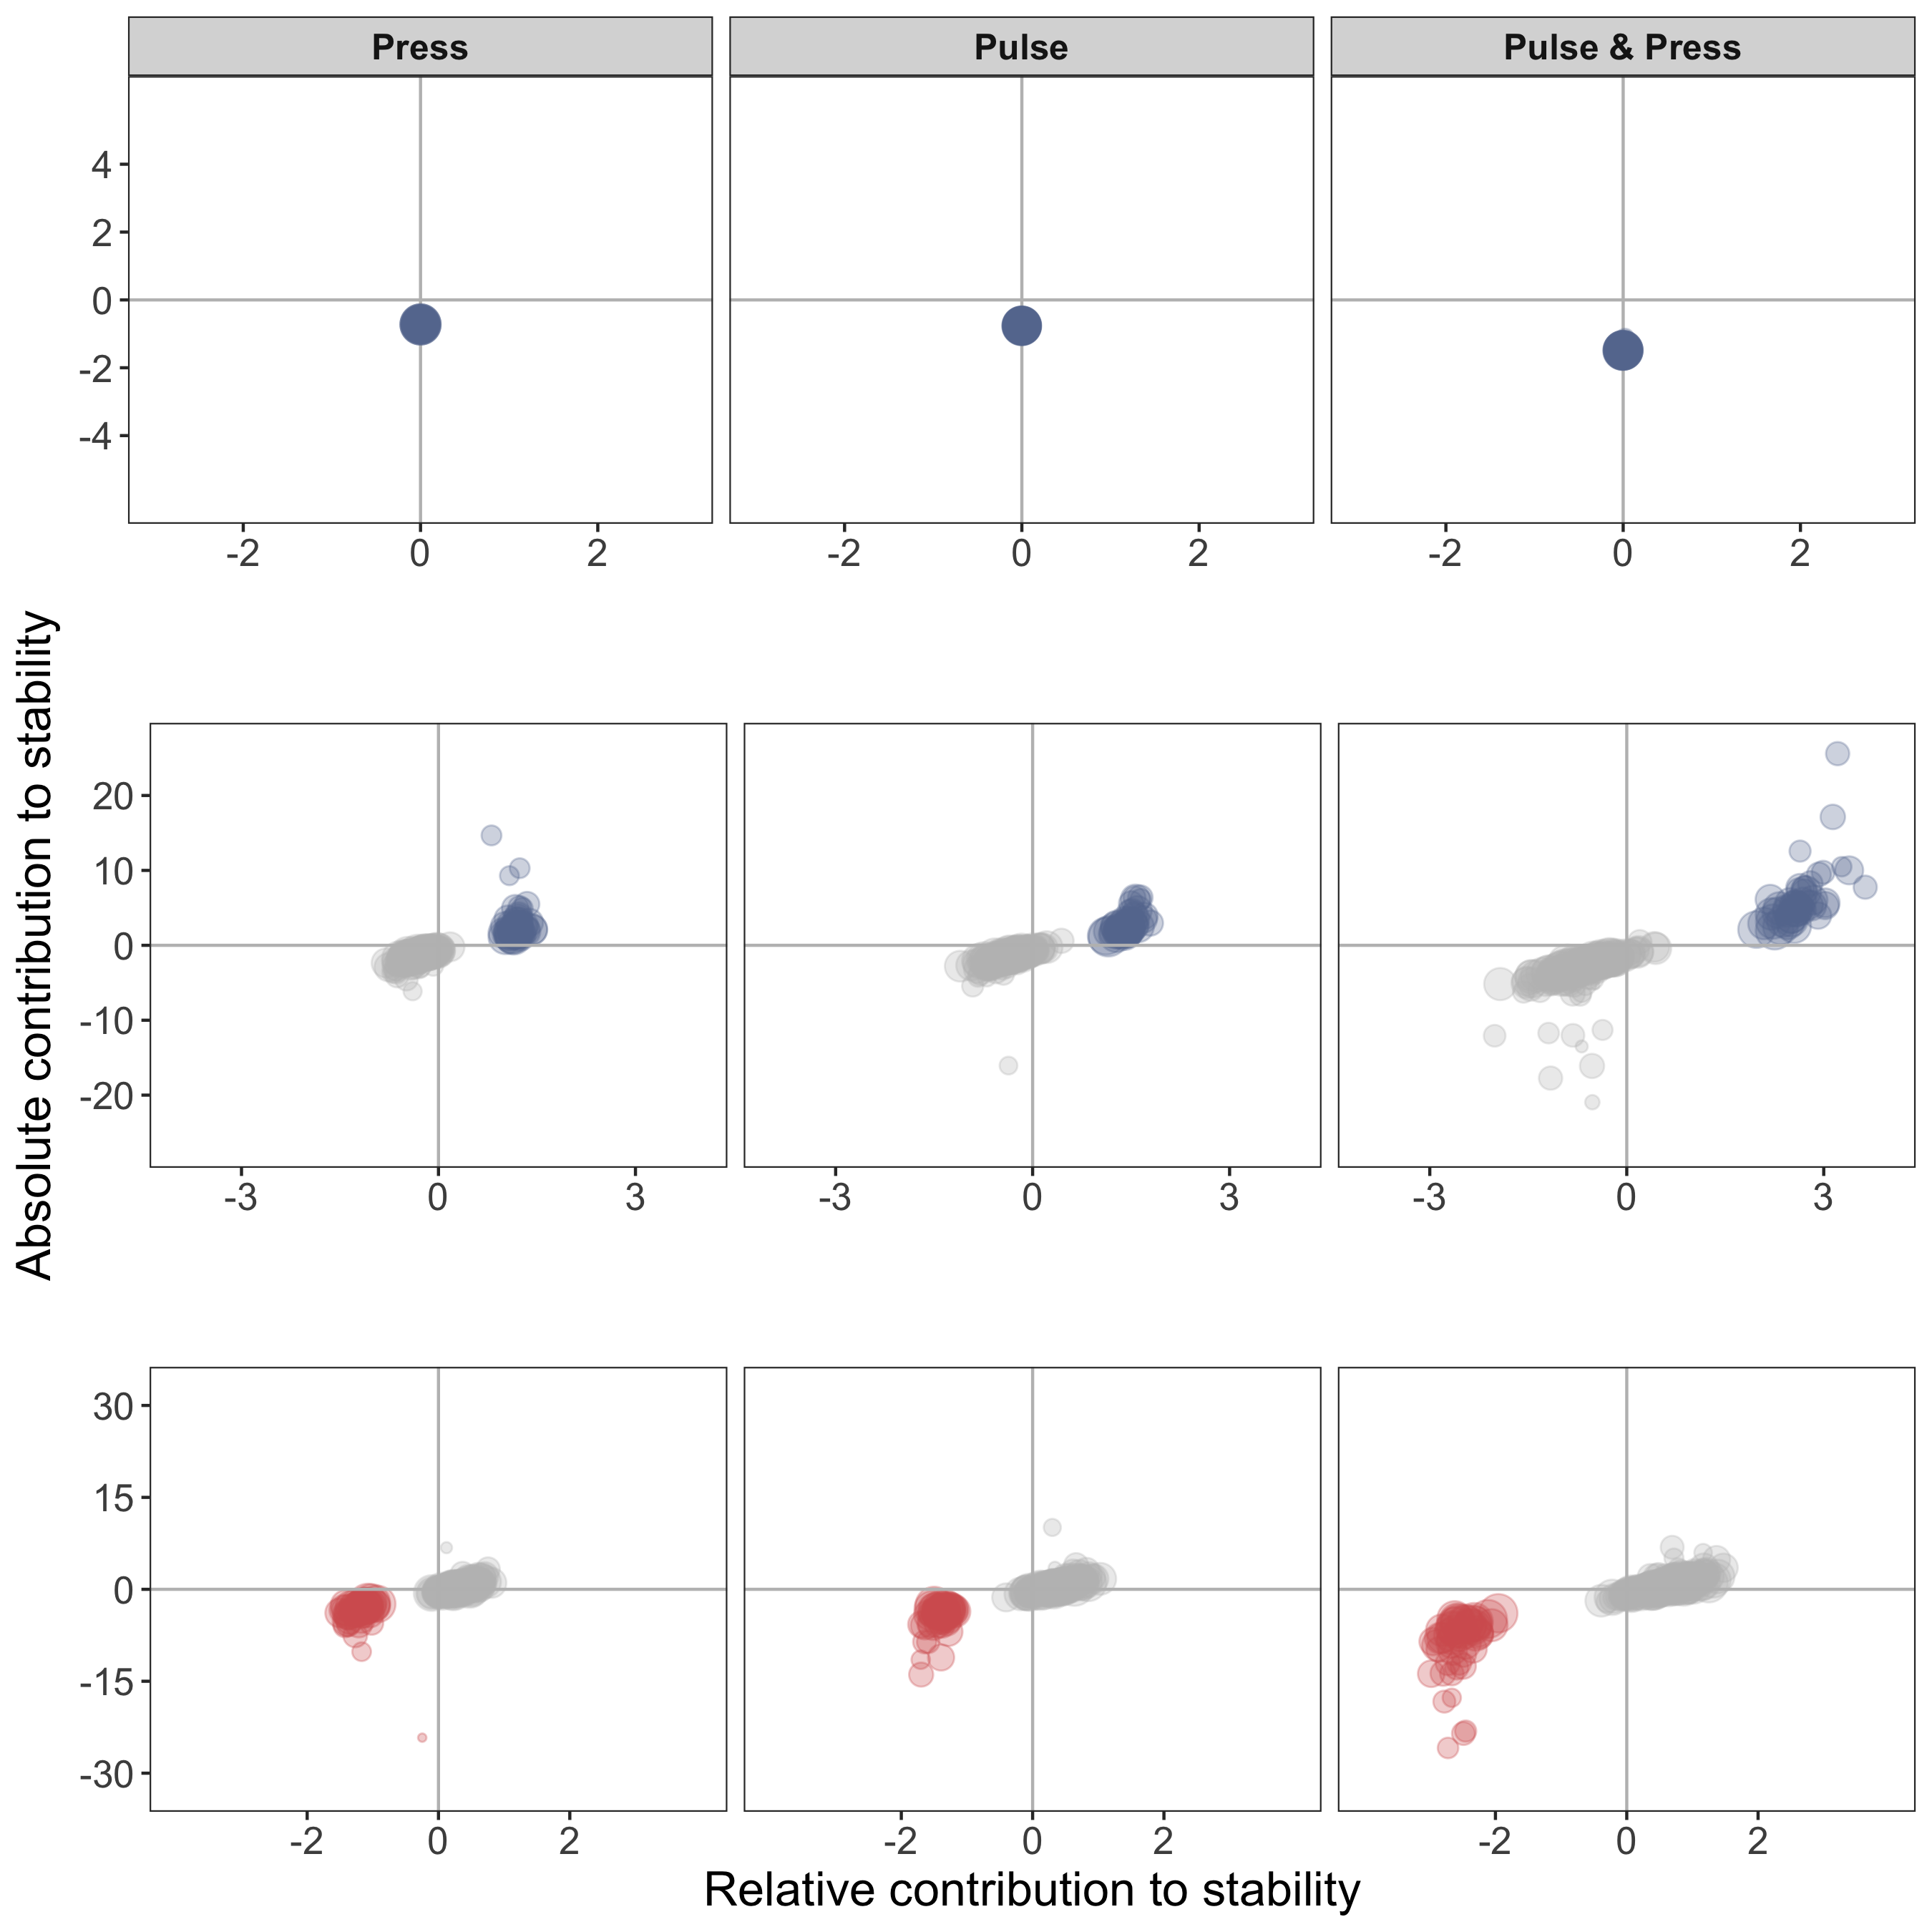 Press Pulse Pulse & Press
4
2
0
-2
-4
-2 0 2 -2 0 2 -2 0 2
Absolute contribution to stability
20
10
0
-10
-20
-3 0 3 -3 0 3 -3 0 3
30
15
0
-15
-30
-2 0 2 -2 0 2 -2 0 2
Relative contribution to stability